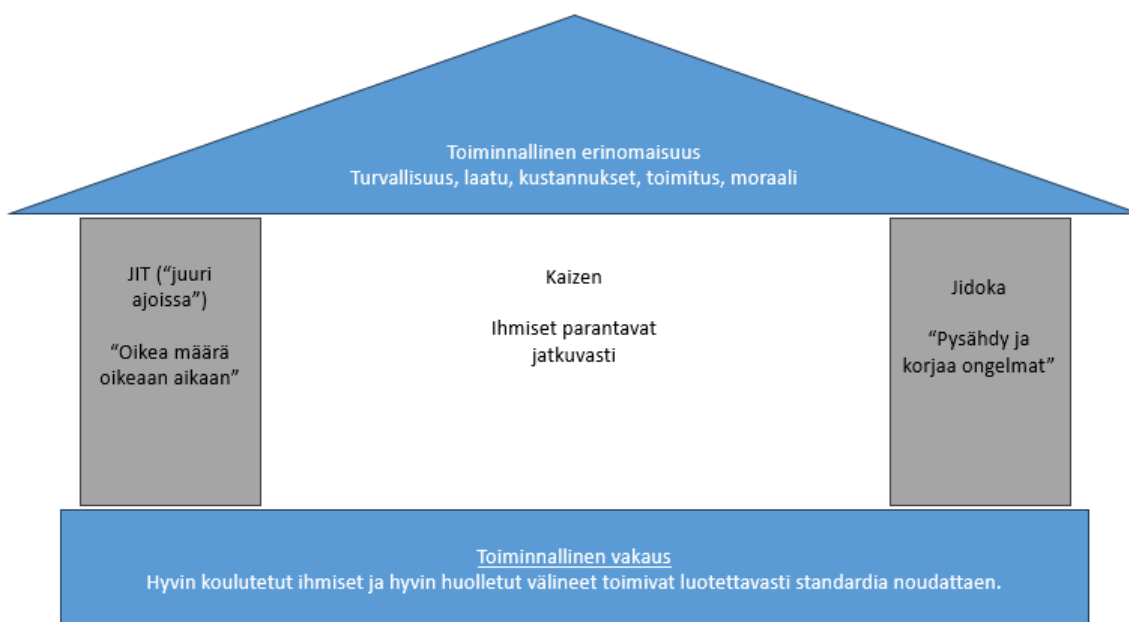 Toiminnallinen erinomaisuus
Turvallisuus, laatu, kustannukset, toimitus, moraali
JIT (“juuri
ajoissa”)
“Oikea määrä
oikeaan aikaan”
Kaizen
Ihmiset parantavat
jatkuvasti
Jidoka
“Pysähdy ja
korjaa ongelmat”
Toiminnallinen vakaus
Hyvin koulutetut ihmiset ja hyvin huolletut välineet toimivat luotettavasti standardia noudattaen.